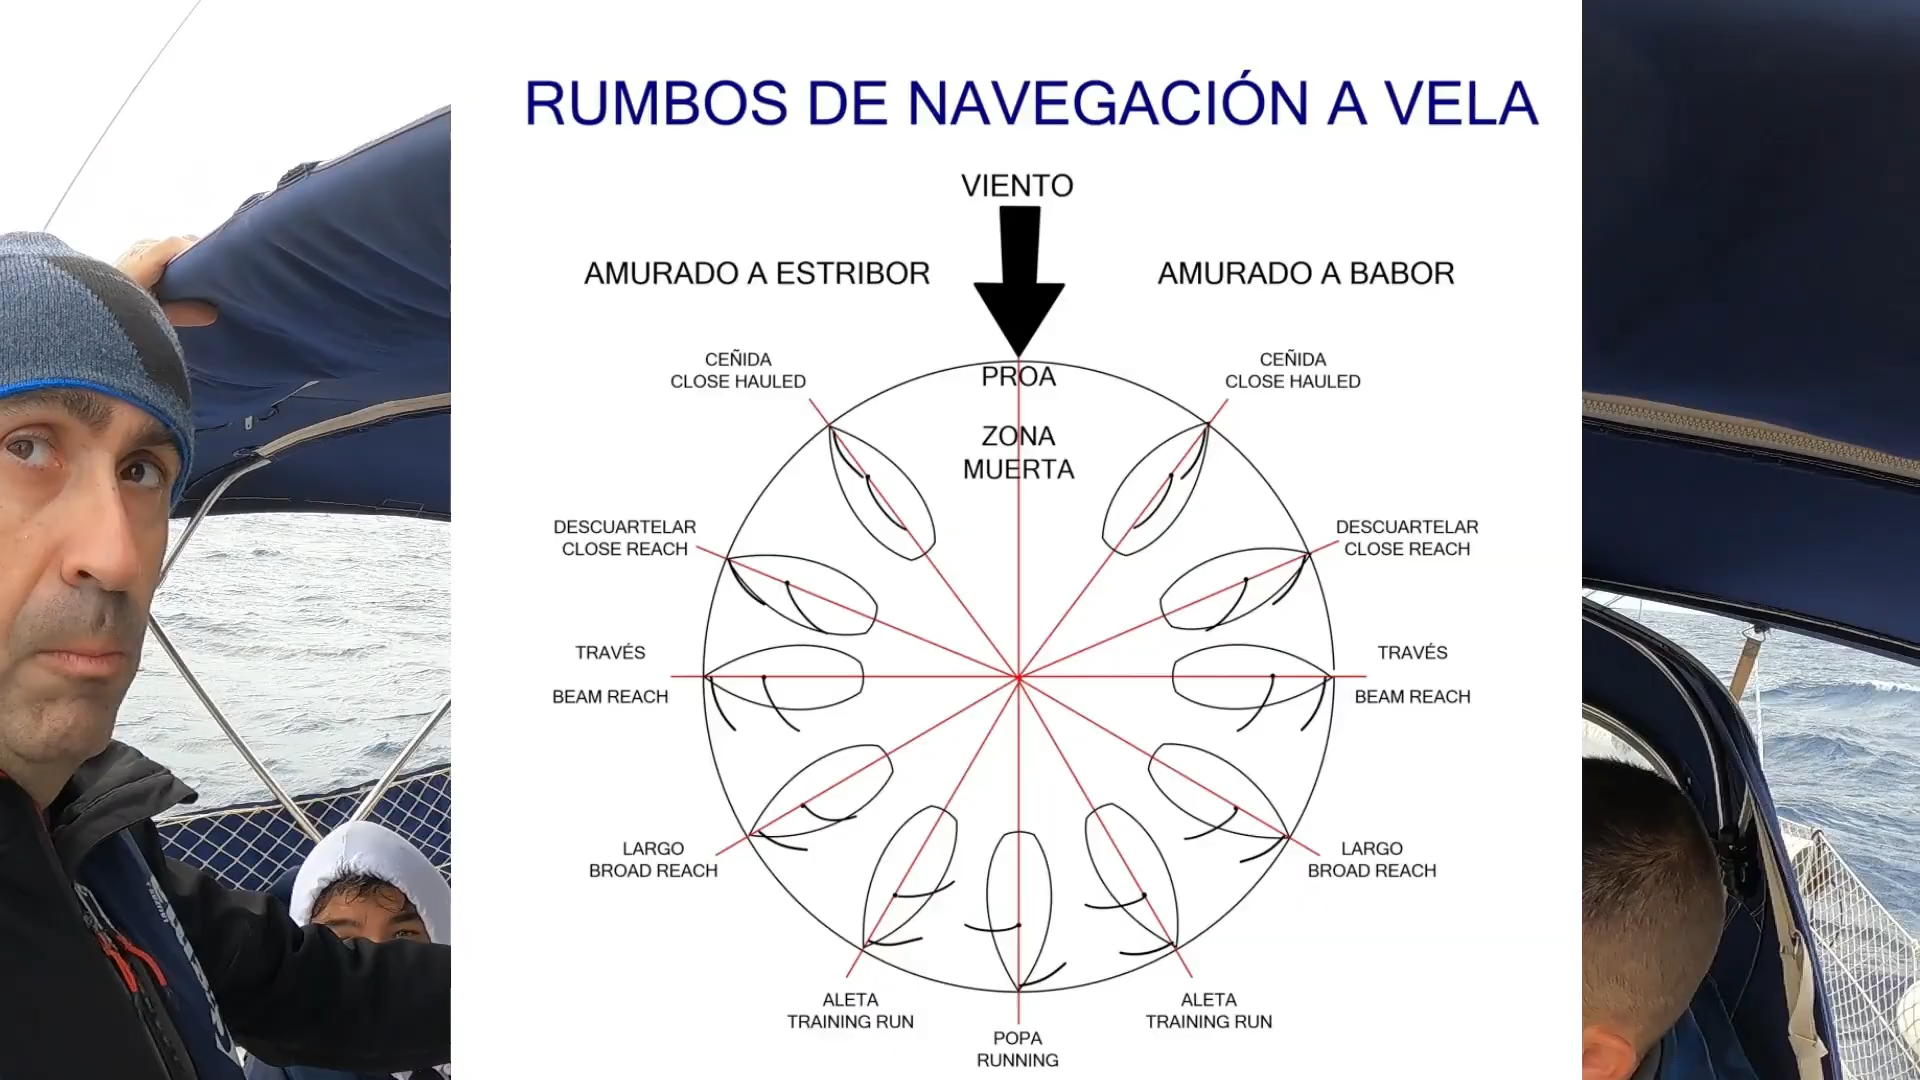 RUMBOS DE NAVEGACIÓN A VELA
VIENTO
AMURADO A ESTRIBOR
AMURADO A BABOR
CEÑIDA
CLOSE HAULED
PROA
CEÑIDA
CLOSE HAULED
ZONA
MUERTA
DESCUARTELAR
CLOSE REACH
DESCUARTELAR
CLOSE REACH
TRAVÉS
BEAM REACH
TRAVÉS
BEAM REACH
LARGO
BROAD REACH
LARGO
BROAD REACH
ALETA
TRAINING RUN
ALETA
TRAINING RUN
POPA
RUNNING